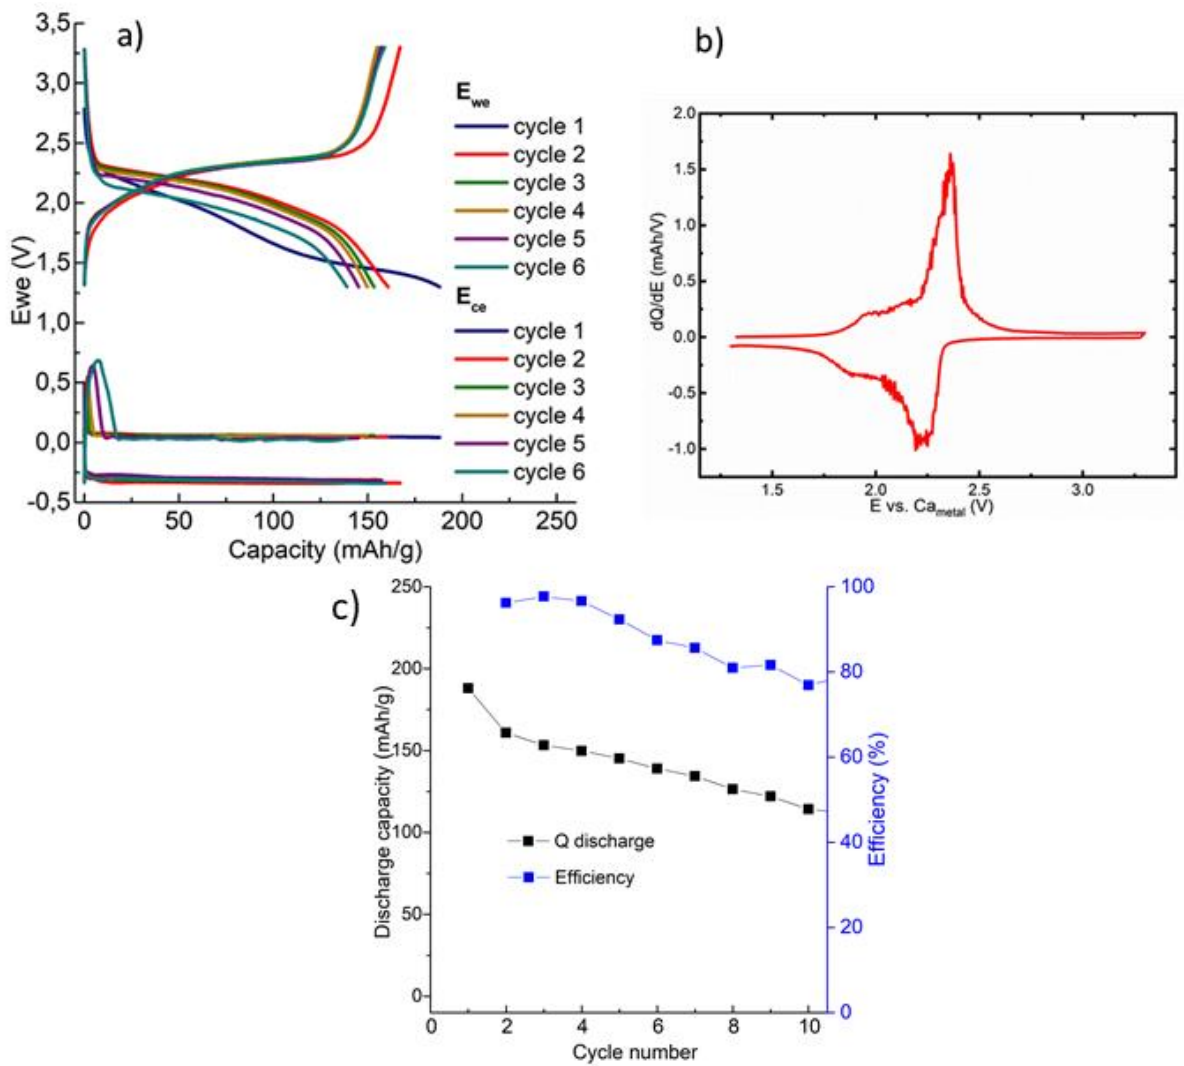 a)
3,5
3,0
2,5
2,0
1,5
1,0
0,5
0,0
-0,5
Ewe (V)
0 50 100 150 200 250
Capacity (mAh/g)
Ewe
cycle 1
cycle 2
cycle 3
cycle 4
cycle 5
cycle 6
Ece
cycle 1
cycle 2
cycle 3
cycle 4
cycle 5
cycle 6
b)
2.0
1.5
1.0
0.5
0.0
-0.5
-1.0
dQ/dE (mAh/V)
1.5 2.0 2.5 3.0
E vs. Cametal (V)
c)
250
200
150
100
50
0
Discharge capacity (mAh/g)
Q discharge
Efficiency
100
80
60
40
20
0
Efficiency (%)
0 2 4 6 8 10
Cycle number